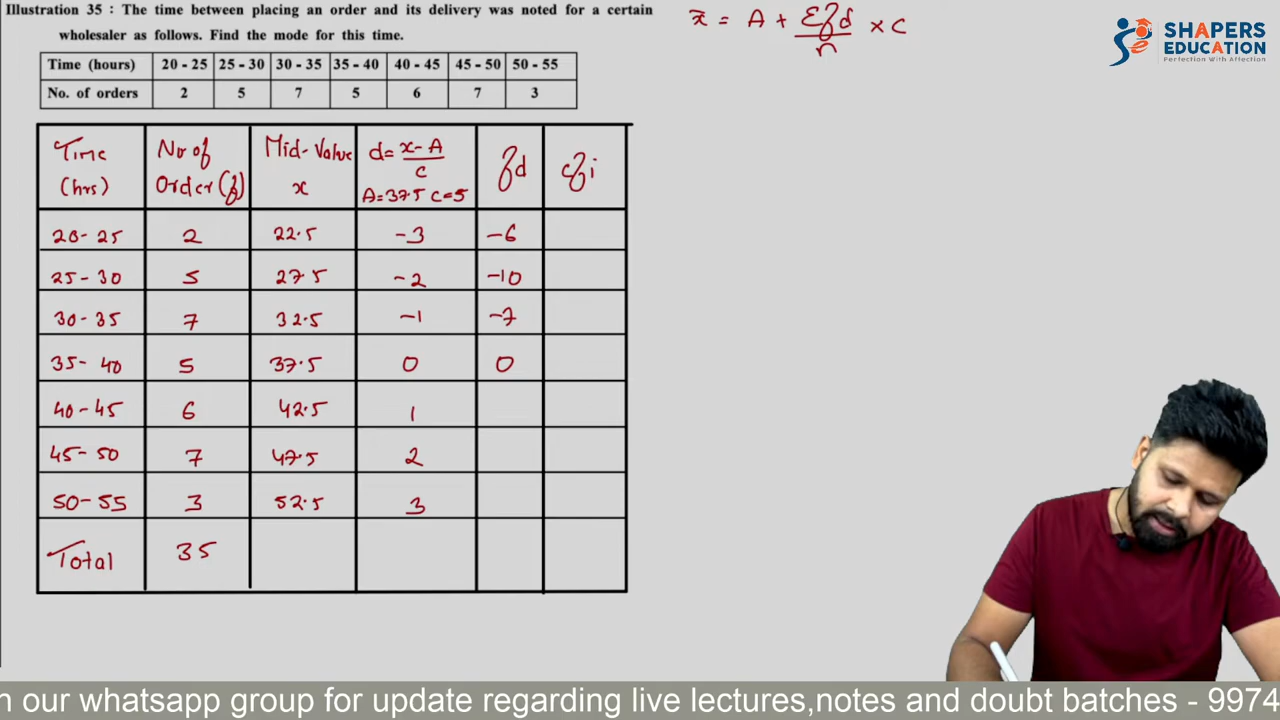 Illustration 35 : The time between placing an order and its delivery was noted for a certain
wholesaler as follows. Find the mode for this time.
Time (hours) 20 - 25 25 - 30 30 - 35 35 - 40 40 - 45 45 - 50 50 - 55
No. of orders 2 5 7 5 6 7 3
x̄ = A + Σfd/n × c
SHAPERS
EDUCATION
Perfection With Affection
Time (hrs) No of Order (f) Mid-Value x d = x-A/c A=37.5 c=5 fd cfi
20-25 2 22.5 -3 -6
25-30 5 27.5 -2 -10
30-35 7 32.5 -1 -7
35-40 5 37.5 0 0
40-45 6 42.5 1
45-50 7 47.5 2
50-55 3 52.5 3
Total 35
n our whatsapp group for update regarding live lectures,notes and doubt batches - 9974